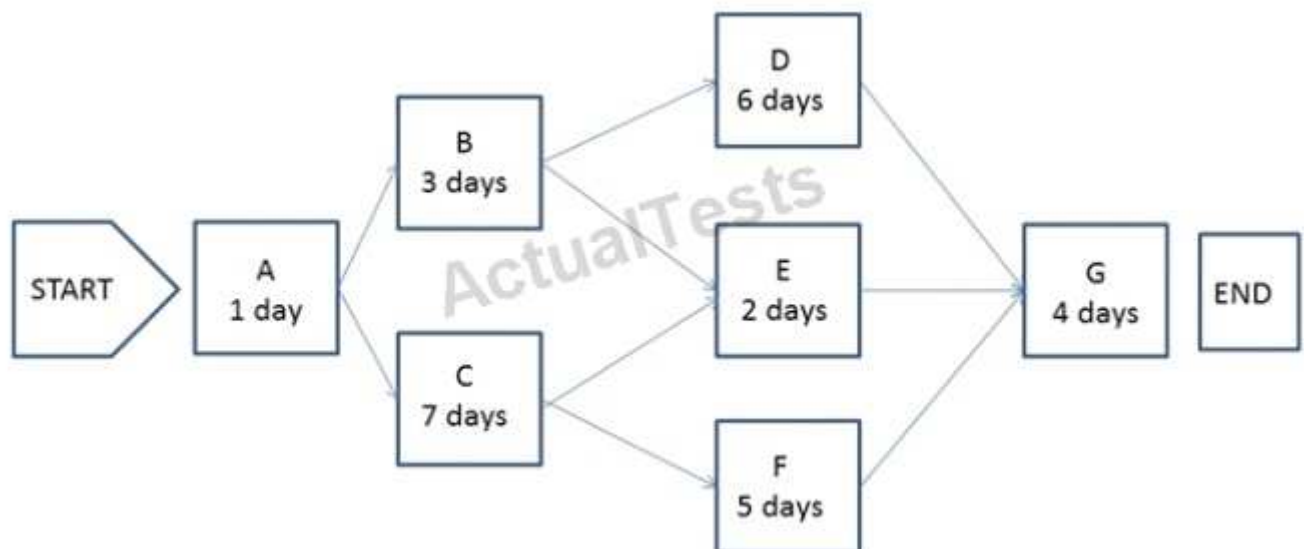 START
A
1 day
B
3 days
C
7 days
D
6 days
E
2 days
F
5 days
G
4 days
END
ActualTests